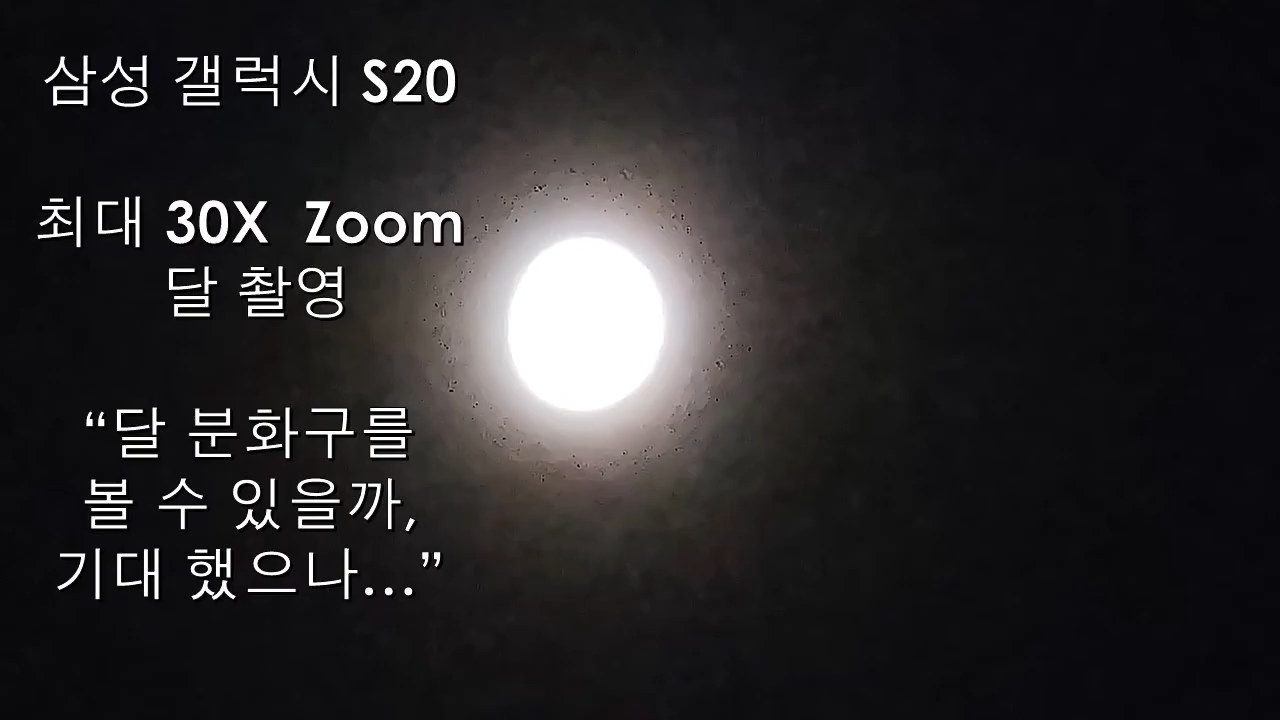 삼성 갤럭시 S20
최대 30X Zoom
달 촬영
“달 분화구를
볼 수 있을까,
기대 했으나...”